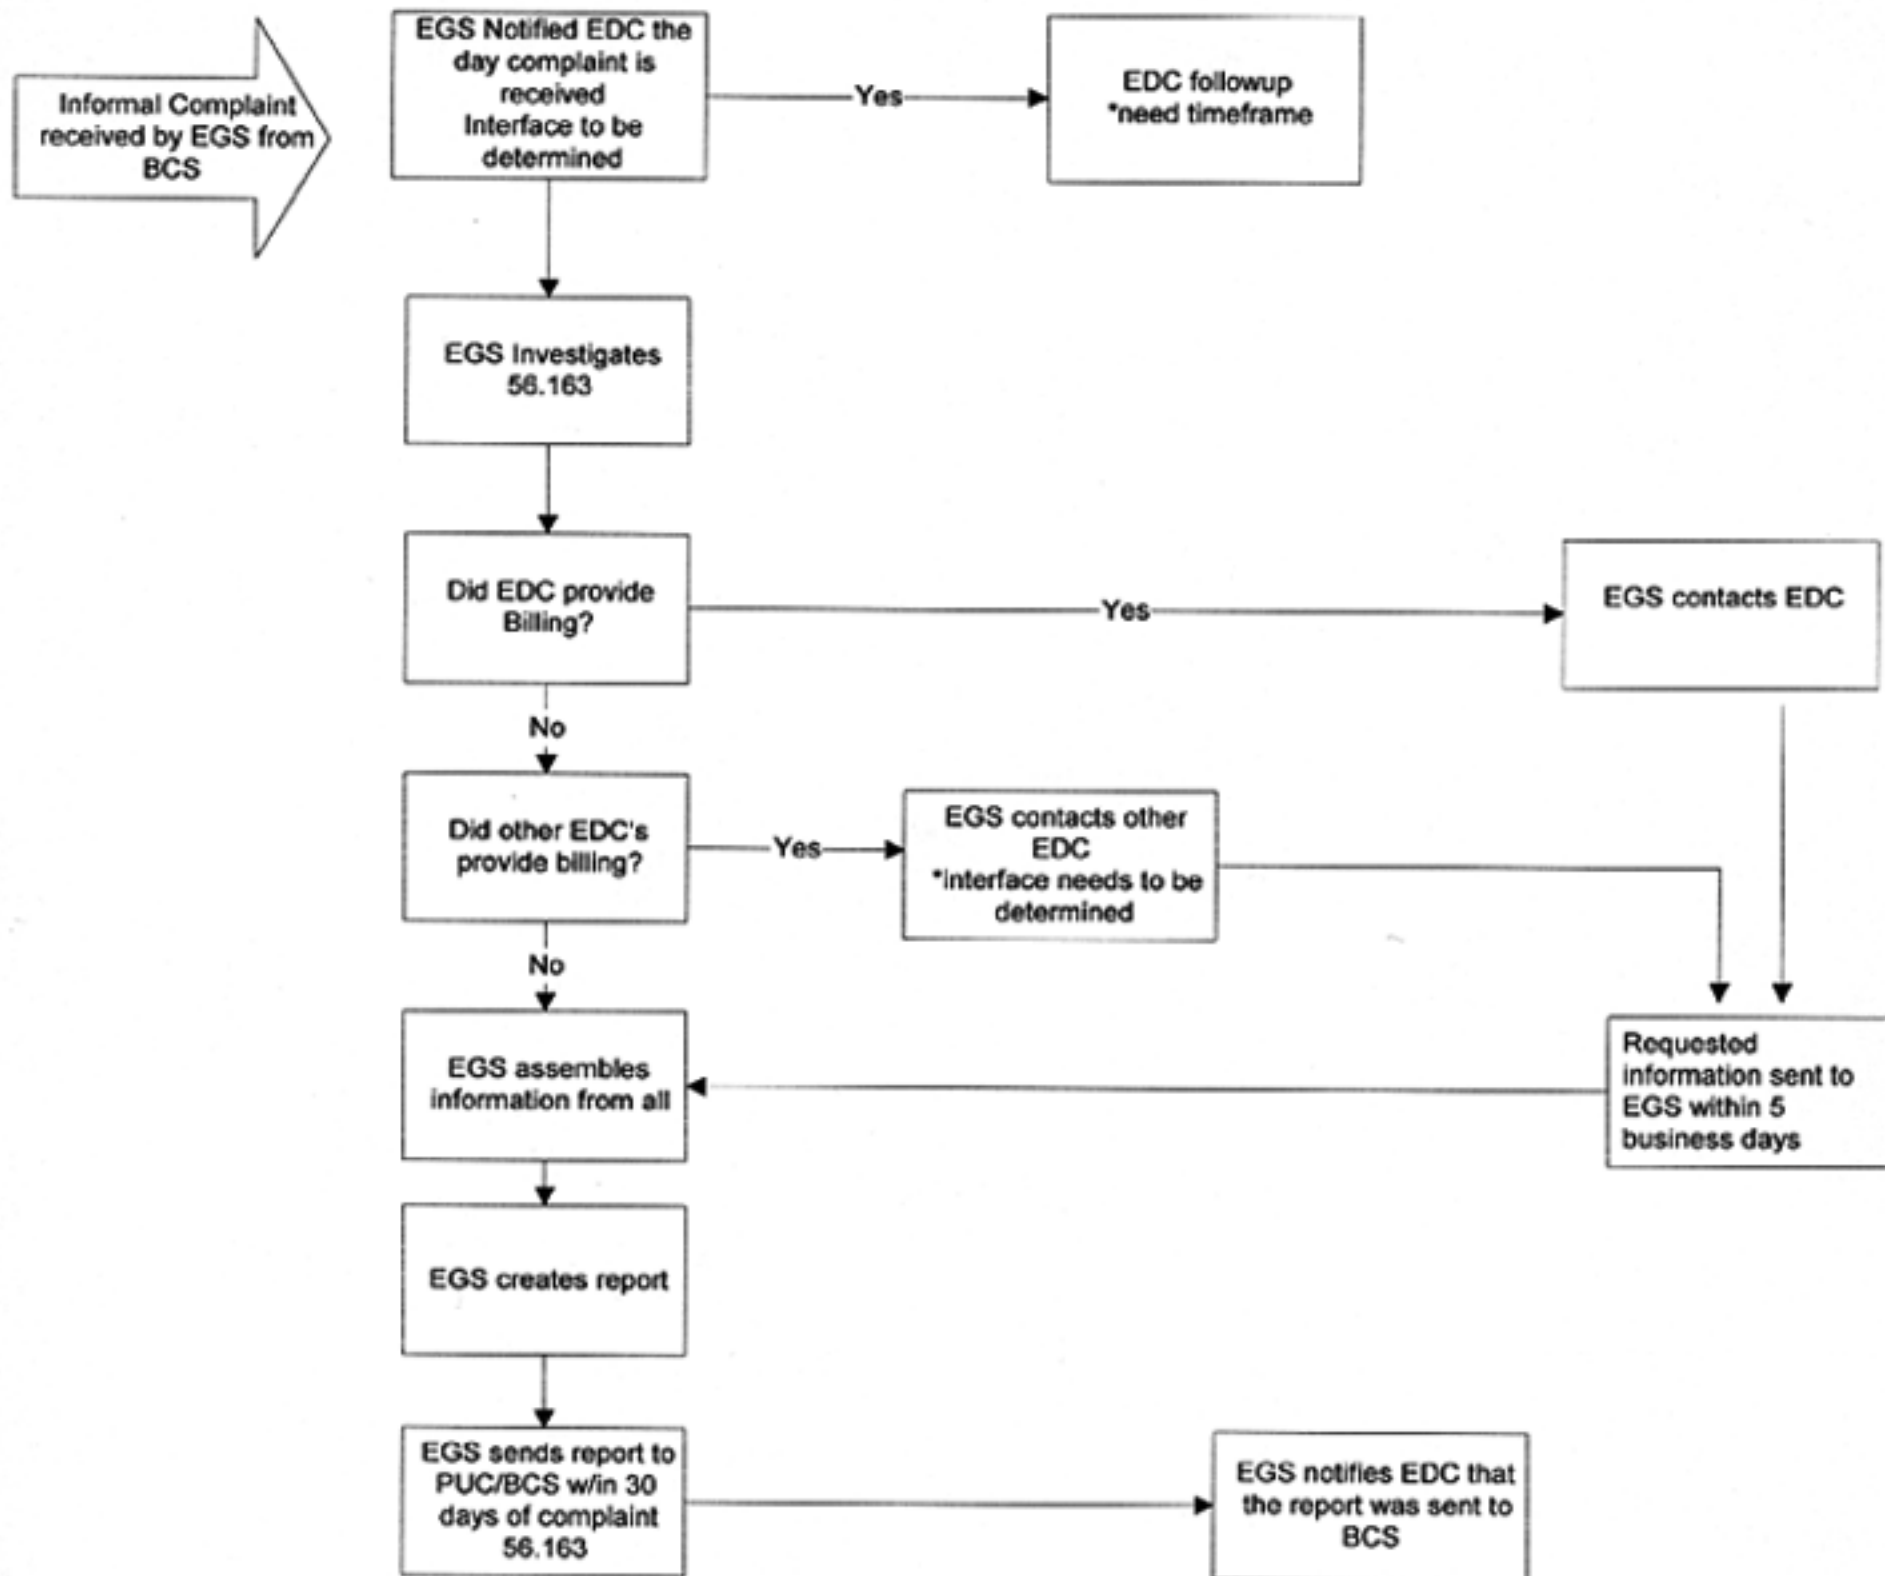 Informal Complaint
received by EGS from
BCS
EGS Notified EDC the
day complaint is
received
Interface to be
determined
Yes
EDC followup
*need timeframe
EGS Investigates
56.163
Did EDC provide
Billing?
Yes
EGS contacts EDC
No
Did other EDC's
provide billing?
Yes
EGS contacts other
EDC
*interface needs to be
determined
No
EGS assembles
information from all
Requested
information sent to
EGS within 5
business days
EGS creates report
EGS sends report to
PUC/BCS w/in 30
days of complaint
56.163
EGS notifies EDC that
the report was sent to
BCS